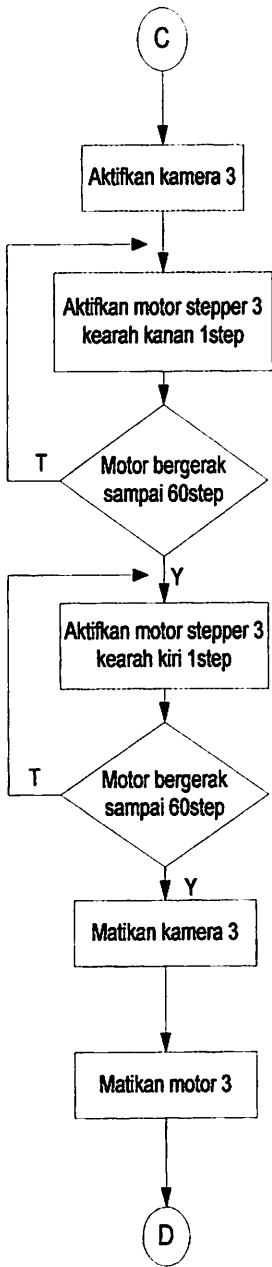 C
Aktifkan kamera 3
Aktifkan motor stepper 3
kearah kanan 1step
Motor bergerak
sampai 60step
T
Y
Aktifkan motor stepper 3
kearah kiri 1step
Motor bergerak
sampai 60step
T
Y
Matikan kamera 3
Matikan motor 3
D